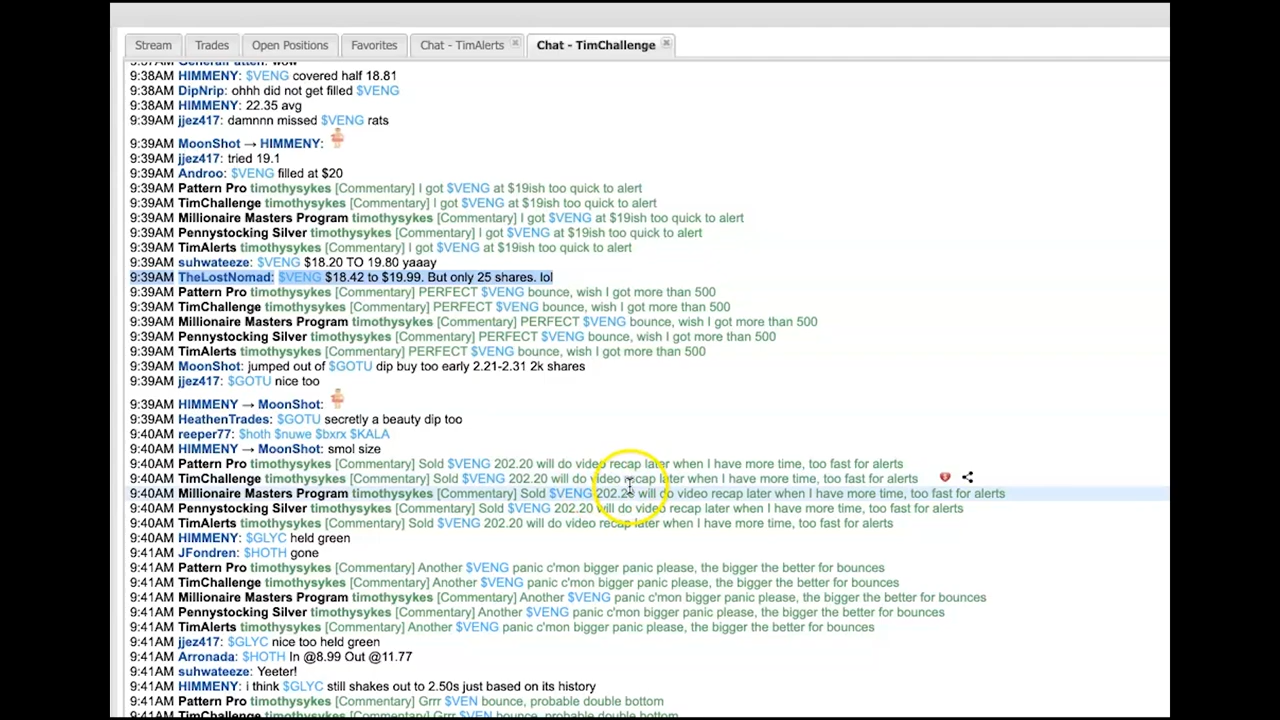 Stream Trades Open Positions Favorites Chat - TimAlerts Chat - TimChallenge
9:37AM GeneralPatten: wow
9:38AM HIMMENY: $VENG covered half 18.81
9:38AM DipNrip: ohhh did not get filled $VENG
9:38AM HIMMENY: 22.35 avg
9:38AM jjez417: damnnn missed $VENG rats
9:39AM MoonShot → HIMMENY:
9:39AM jjez417: tried 19.1
9:39AM Androo: $VENG filled at $20
9:39AM Pattern Pro timothysykes [Commentary] I got $VENG at $19ish too quick to alert
9:39AM TimChallenge timothysykes [Commentary] I got $VENG at $19ish too quick to alert
9:39AM Millionaire Masters Program timothysykes [Commentary] I got $VENG at $19ish too quick to alert
9:39AM Pennystocking Silver timothysykes [Commentary] I got $VENG at $19ish too quick to alert
9:39AM TimAlerts timothysykes [Commentary] I got $VENG at $19ish too quick to alert
9:39AM suhwateeze: $VENG $18.20 TO 19.80 yaaay
9:39AM TheLostNomad: $VENG $18.42 to $19.99. But only 25 shares. lol
9:39AM Pattern Pro timothysykes [Commentary] PERFECT $VENG bounce, wish I got more than 500
9:39AM TimChallenge timothysykes [Commentary] PERFECT $VENG bounce, wish I got more than 500
9:39AM Millionaire Masters Program timothysykes [Commentary] PERFECT $VENG bounce, wish I got more than 500
9:39AM Pennystocking Silver timothysykes [Commentary] PERFECT $VENG bounce, wish I got more than 500
9:39AM TimAlerts timothysykes [Commentary] PERFECT $VENG bounce, wish I got more than 500
9:39AM MoonShot: jumped out of $GOTU dip buy too early 2.21-2.31 2k shares
9:39AM jjez417: $GOTU nice too
9:39AM HIMMENY → MoonShot:
9:39AM HeathenTrades: $GOTU secretly a beauty dip too
9:40AM reeper77: $hoth $nuwe $bxrx $KALA
9:40AM HIMMENY → MoonShot: smol size
9:40AM Pattern Pro timothysykes [Commentary] Sold $VENG 202.20 will do video recap later when I have more time, too fast for alerts
9:40AM TimChallenge timothysykes [Commentary] Sold $VENG 202.20 will do video recap later when I have more time, too fast for alerts
9:40AM Millionaire Masters Program timothysykes [Commentary] Sold $VENG 202.20 will do video recap later when I have more time, too fast for alerts
9:40AM Pennystocking Silver timothysykes [Commentary] Sold $VENG 202.20 will do video recap later when I have more time, too fast for alerts
9:40AM TimAlerts timothysykes [Commentary] Sold $VENG 202.20 will do video recap later when I have more time, too fast for alerts
9:40AM HIMMENY: $GLYC held green
9:41AM JFondren: $HOTH gone
9:41AM Pattern Pro timothysykes [Commentary] Another $VENG panic c'mon bigger panic please, the bigger the better for bounces
9:41AM TimChallenge timothysykes [Commentary] Another $VENG panic c'mon bigger panic please, the bigger the better for bounces
9:41AM Millionaire Masters Program timothysykes [Commentary] Another $VENG panic c'mon bigger panic please, the bigger the better for bounces
9:41AM Pennystocking Silver timothysykes [Commentary] Another $VENG panic c'mon bigger panic please, the bigger the better for bounces
9:41AM TimAlerts timothysykes [Commentary] Another $VENG panic c'mon bigger panic please, the bigger the better for bounces
9:41AM jjez417: $GLYC nice too held green
9:41AM Arronada: $HOTH In @8.99 Out @11.77
9:41AM suhwateeze: Yeeter!
9:41AM HIMMENY: i think $GLYC still shakes out to 2.50s just based on its history
9:41AM Pattern Pro timothysykes [Commentary] Grrr $VEN bounce, probable double bottom
9:41AM TimChallenge timothysykes [Commentary] Grrr $VEN bounce, probable double bottom